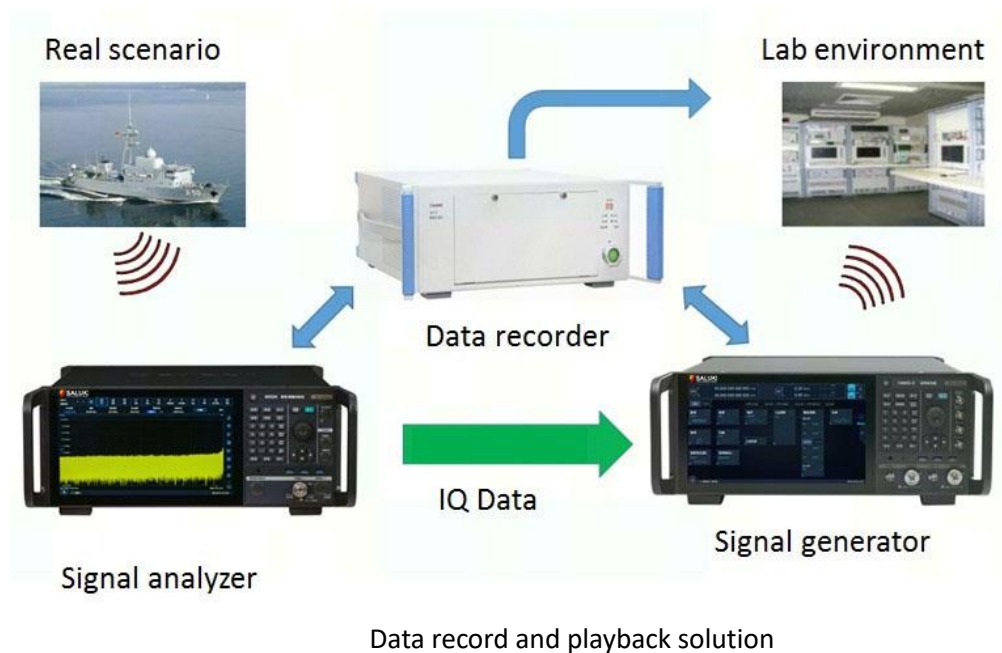 Real scenario
Lab environment
Data recorder
SALUKI
SALUKI
IQ Data
Signal analyzer
Signal generator
Data record and playback solution